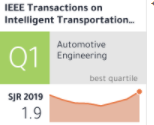 IEEE Transactions on
Intelligent Transportation...
Q1
Automotive
Engineering
best quartile
SJR 2019
1.9